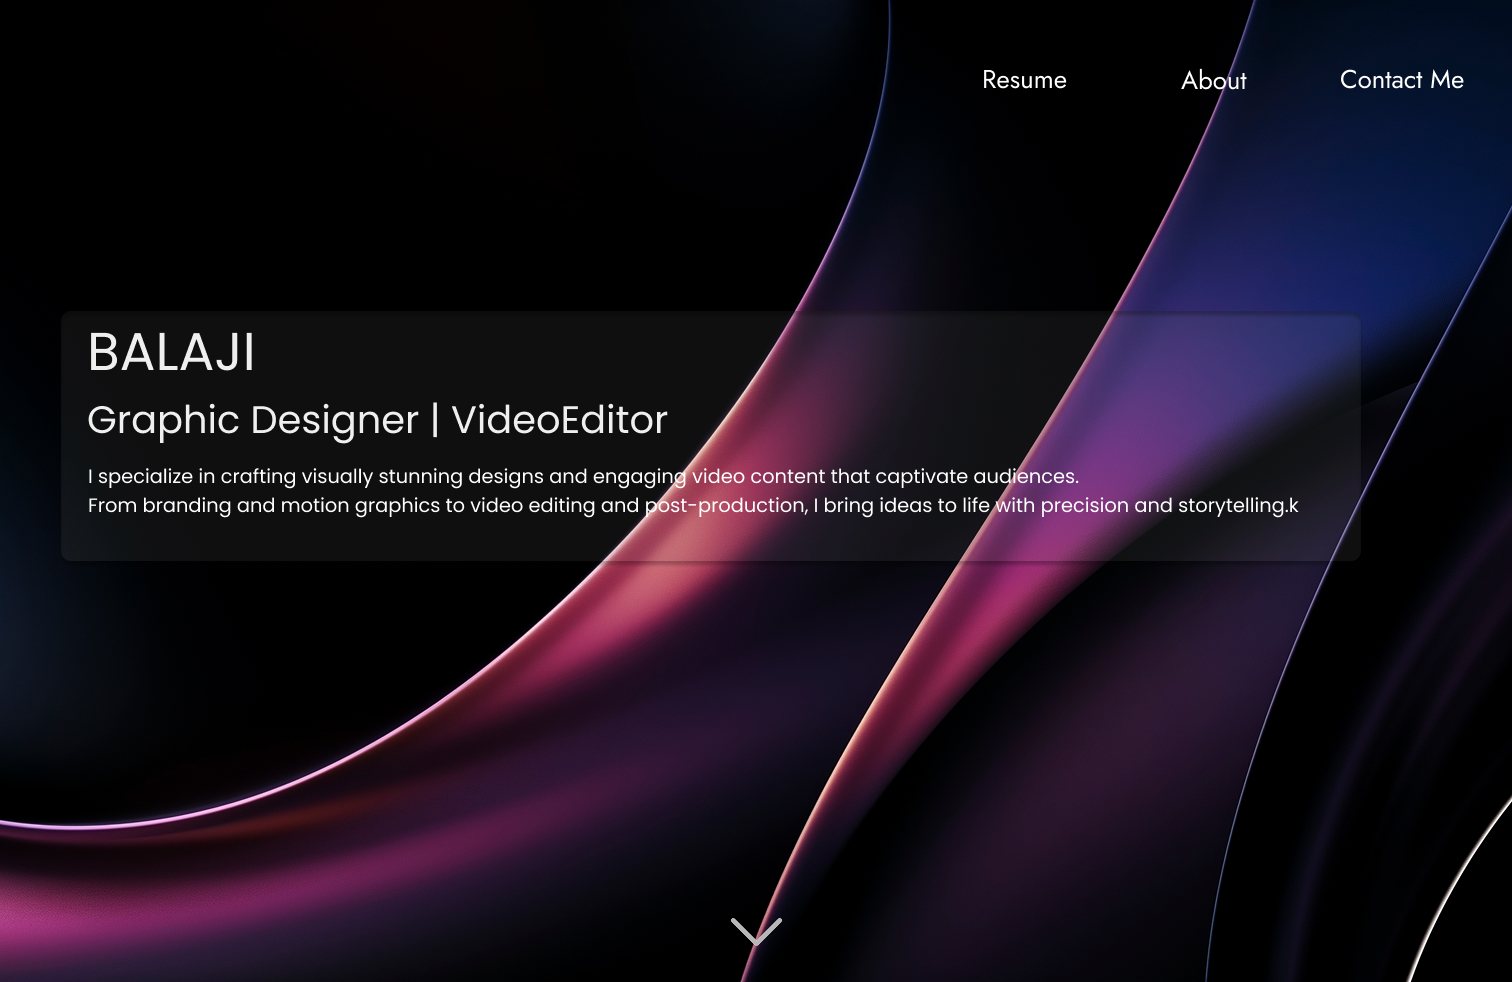 Resume About Contact Me
BALAJI
Graphic Designer | VideoEditor
I specialize in crafting visually stunning designs and engaging video content that captivate audiences.
From branding and motion graphics to video editing and post-production, I bring ideas to life with precision and storytelling.k